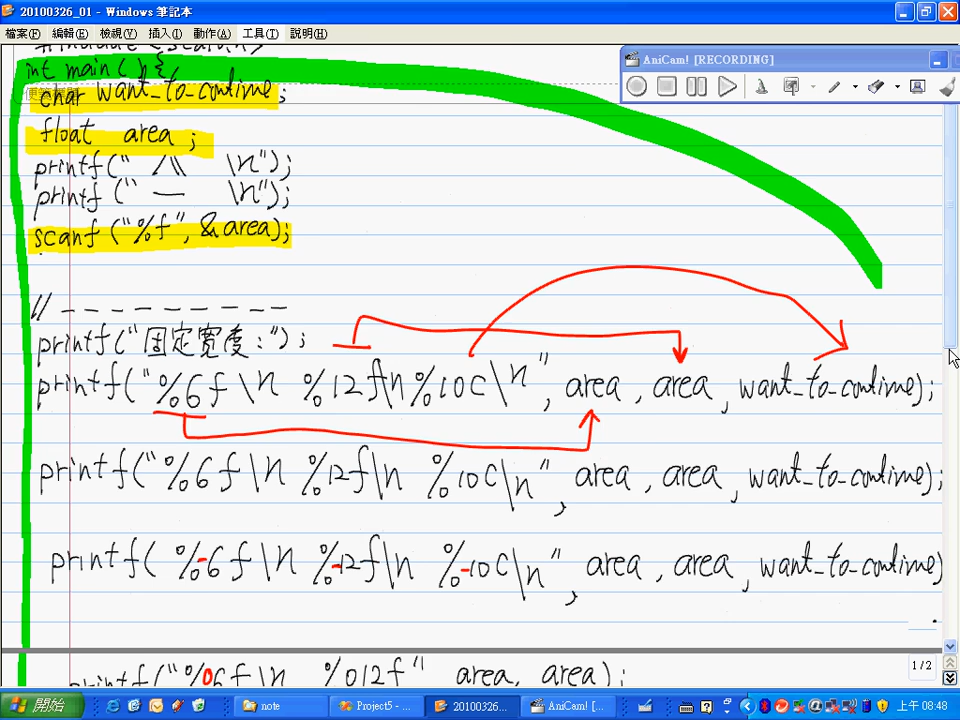 20100326_01 - Windows 筆記本
檔案(F) 編輯(E) 檢視(V) 插入(I) 動作(A) 工具(T) 說明(H)
AniCam! [RECORDING]
int main( ){
char want_to_contime;
float area;
printf(" /\\ \n");
printf(" — \n");
scanf ("%f", &area);
// ---------
printf("固定寬度:");
printf("%6f\n %12f\n%10c\n", area, area, want_to_contime);
printf("%6f\n %12f\n %10c\n", area, area, want_to_contime);
printf( %-6f\n %-12f\n %-10c\n", area, area, want_to_contime)
1/2
printf("%06f\n %012f" area, area);
開始 note Project5 - ... 20100326... AniCam! [... 上午 08:48